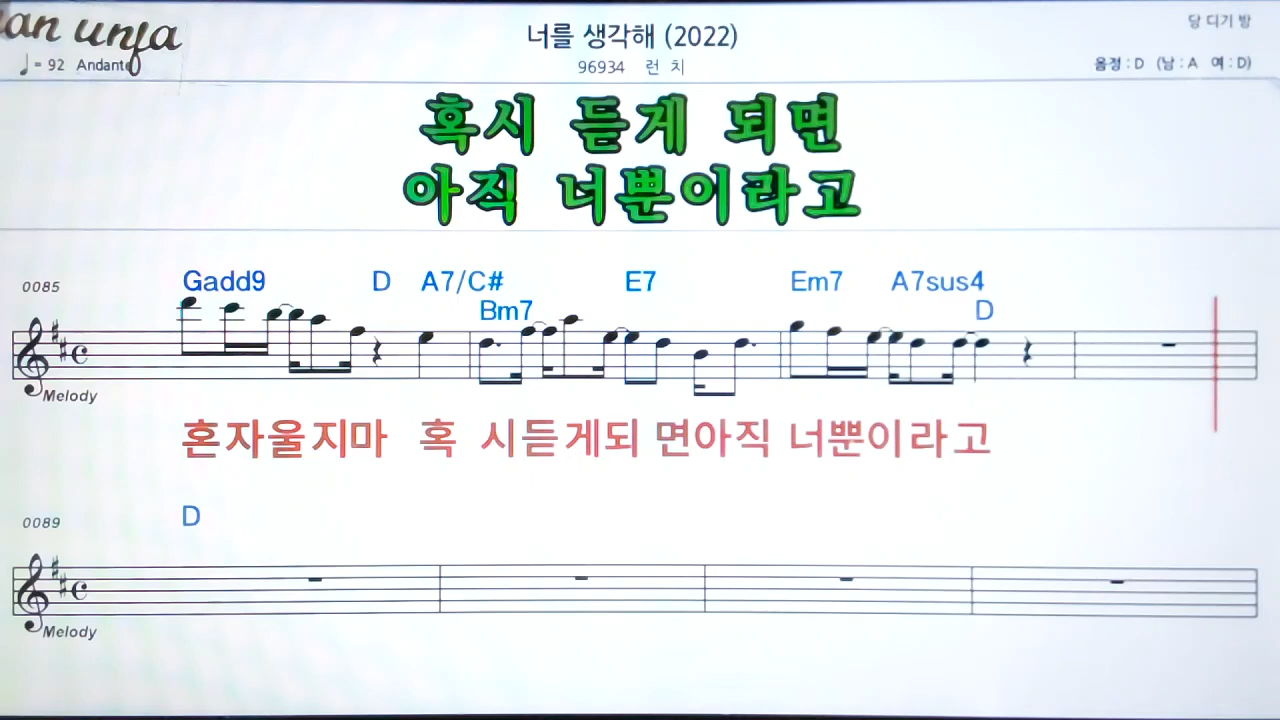 an unfa
너를 생각해 (2022)
당 디기 방
♩= 92 Andante
96934 런 치
음정 : D (남 : A 여 : D)
혹시 듣게 되면
아직 너뿐이라고
0085
Gadd9 D A7/C# E7 Em7 A7sus4
Bm7 D
Melody
혼자울지마 혹 시듣게되 면아직 너뿐이라고
0089
D
Melody